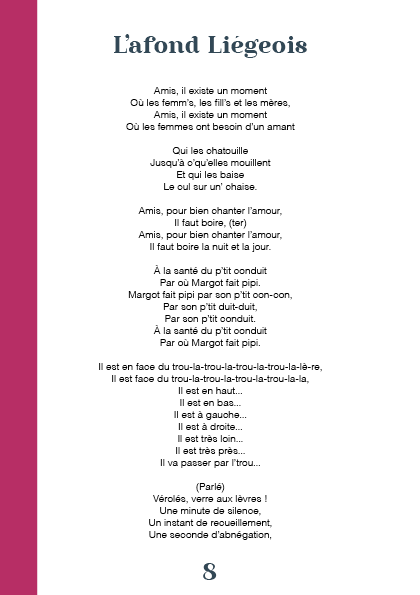 L'afond Liégeois
Amis, il existe un moment
Où les femm's, les fill's et les mères,
Amis, il existe un moment
Où les femmes ont besoin d'un amant
Qui les chatouille
Jusqu'à c'qu'elles mouillent
Et qui les baise
Le cul sur un' chaise.
Amis, pour bien chanter l'amour,
Il faut boire, (ter)
Amis, pour bien chanter l'amour,
Il faut boire la nuit et la jour.
À la santé du p'tit conduit
Par où Margot fait pipi.
Margot fait pipi par son p'tit con-con,
Par son p'tit duit-duit,
Par son p'tit conduit.
À la santé du p'tit conduit
Par où Margot fait pipi.
Il est en face du trou-la-trou-la-trou-la-trou-la-lè-re,
Il est face du trou-la-trou-la-trou-la-trou-la-la,
Il est en haut...
Il est en bas...
Il est à gauche...
Il est à droite...
Il est très loin...
Il est très près...
Il va passer par l'trou...
(Parlé)
Vérolés, verre aux lèvres !
Une minute de silence,
Un instant de recueillement,
Une seconde d'abnégation,
8